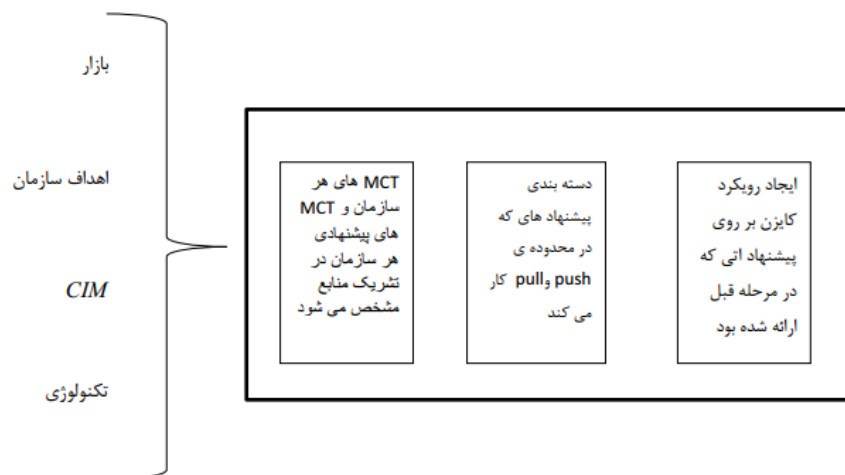 بازار
اهداف سازمان
CIM
تکنولوژی
MCT های هر
سازمان و MCT
های پیشنهادی
هر سازمان در
تشریک منابع
مشخص می شود
دسته بندی
پیشنهاد های که
در محدوده ی
push وpull کار
می کند
ایجاد رویکرد
کایزن بر روی
پیشنهاد اتی که
در مرحله قبل
ارائه شده بود